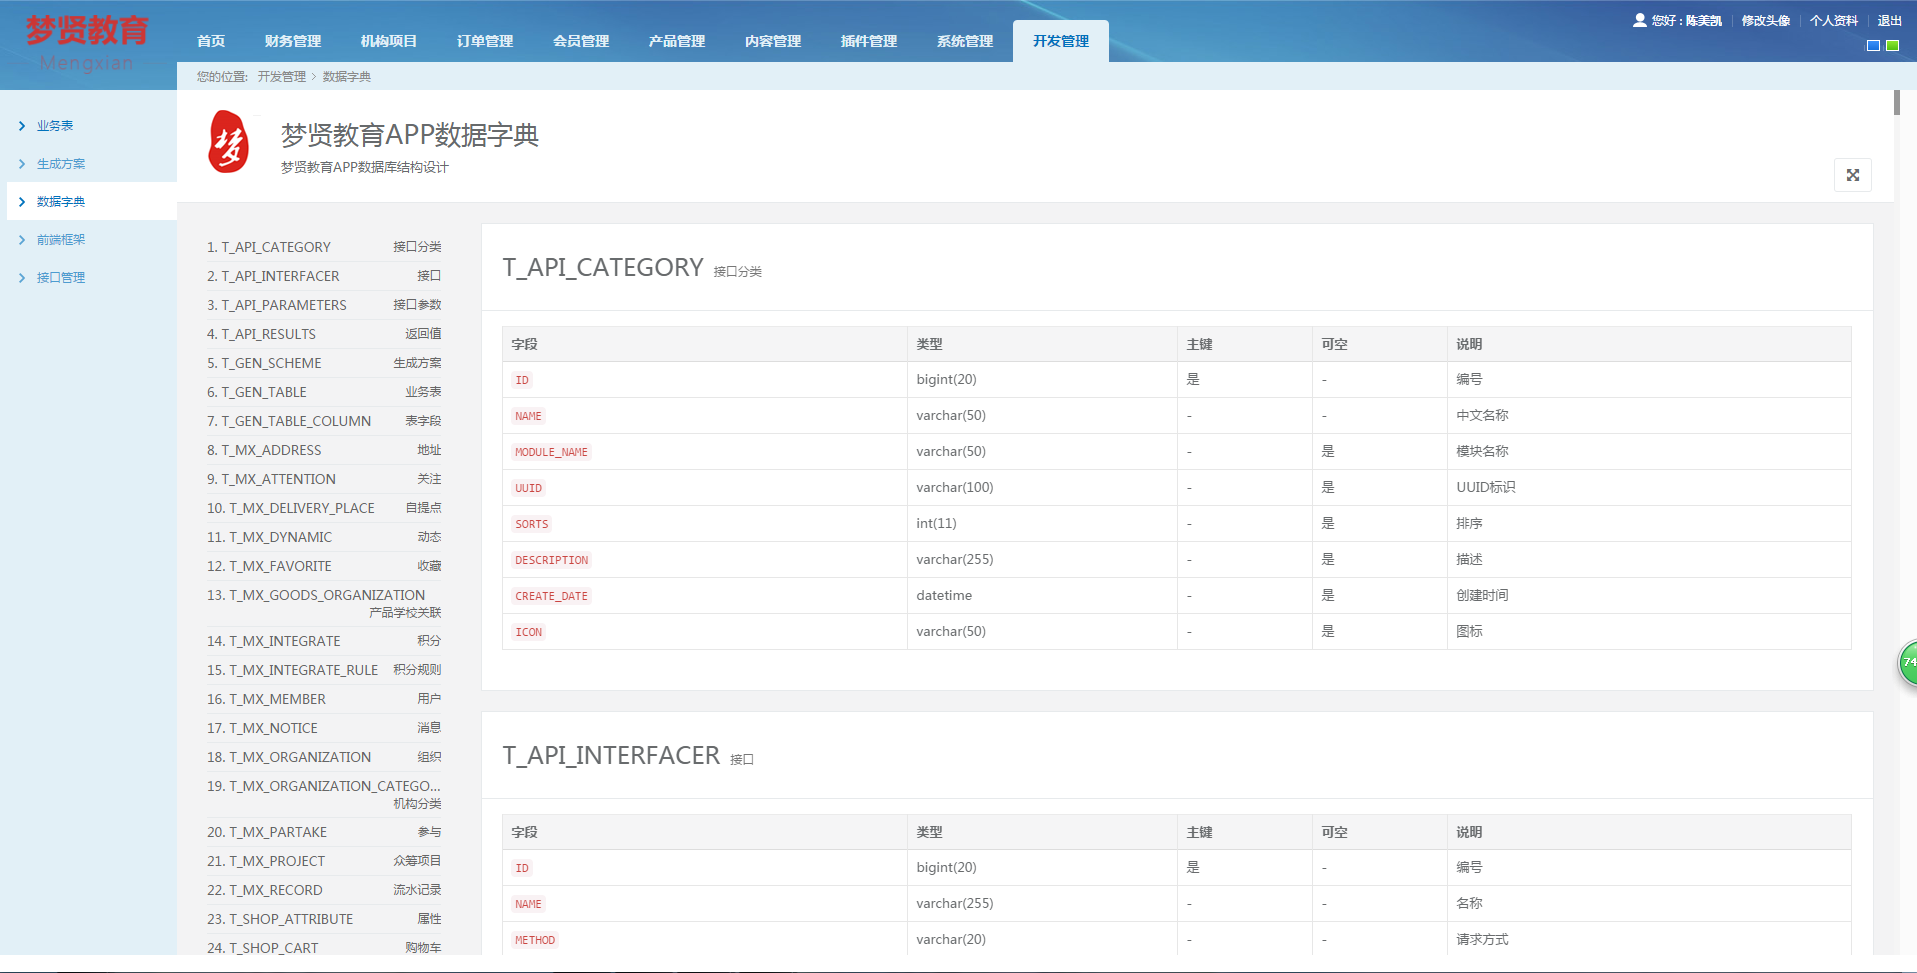 梦贤教育
Mengxian
首页 财务管理 机构项目 订单管理 会员管理 产品管理 内容管理 插件管理 系统管理 开发管理
您好：陈美凯 修改头像 个人资料 退出
您的位置: 开发管理 > 数据字典
业务表
生成方案
数据字典
前端框架
接口管理
梦
梦贤教育APP数据字典
梦贤教育APP数据库结构设计
1. T_API_CATEGORY 接口分类
2. T_API_INTERFACER 接口
3. T_API_PARAMETERS 接口参数
4. T_API_RESULTS 返回值
5. T_GEN_SCHEME 生成方案
6. T_GEN_TABLE 业务表
7. T_GEN_TABLE_COLUMN 表字段
8. T_MX_ADDRESS 地址
9. T_MX_ATTENTION 关注
10. T_MX_DELIVERY_PLACE 自提点
11. T_MX_DYNAMIC 动态
12. T_MX_FAVORITE 收藏
13. T_MX_GOODS_ORGANIZATION
产品学校关联
14. T_MX_INTEGRATE 积分
15. T_MX_INTEGRATE_RULE 积分规则
16. T_MX_MEMBER 用户
17. T_MX_NOTICE 消息
18. T_MX_ORGANIZATION 组织
19. T_MX_ORGANIZATION_CATEGO...
机构分类
20. T_MX_PARTAKE 参与
21. T_MX_PROJECT 众筹项目
22. T_MX_RECORD 流水记录
23. T_SHOP_ATTRIBUTE 属性
24. T_SHOP_CART 购物车
T_API_CATEGORY 接口分类
字段 类型 主键 可空 说明
ID bigint(20) 是 - 编号
NAME varchar(50) - - 中文名称
MODULE_NAME varchar(50) - 是 模块名称
UUID varchar(100) - 是 UUID标识
SORTS int(11) - 是 排序
DESCRIPTION varchar(255) - 是 描述
CREATE_DATE datetime - 是 创建时间
ICON varchar(50) - 是 图标
T_API_INTERFACER 接口
字段 类型 主键 可空 说明
ID bigint(20) 是 - 编号
NAME varchar(255) - - 名称
METHOD varchar(20) - - 请求方式
74